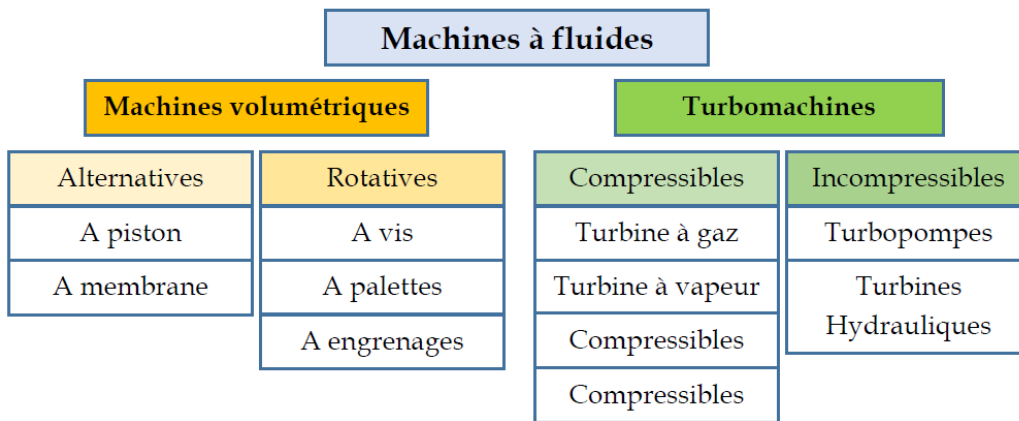 Machines à fluides
Machines volumétriques
Turbomachines
Alternatives
Rotatives
Compressibles
Incompressibles
A piston
A vis
Turbine à gaz
Turbopompes
A membrane
A palettes
Turbine à vapeur
Turbines
Hydrauliques
A engrenages
Compressibles
Compressibles